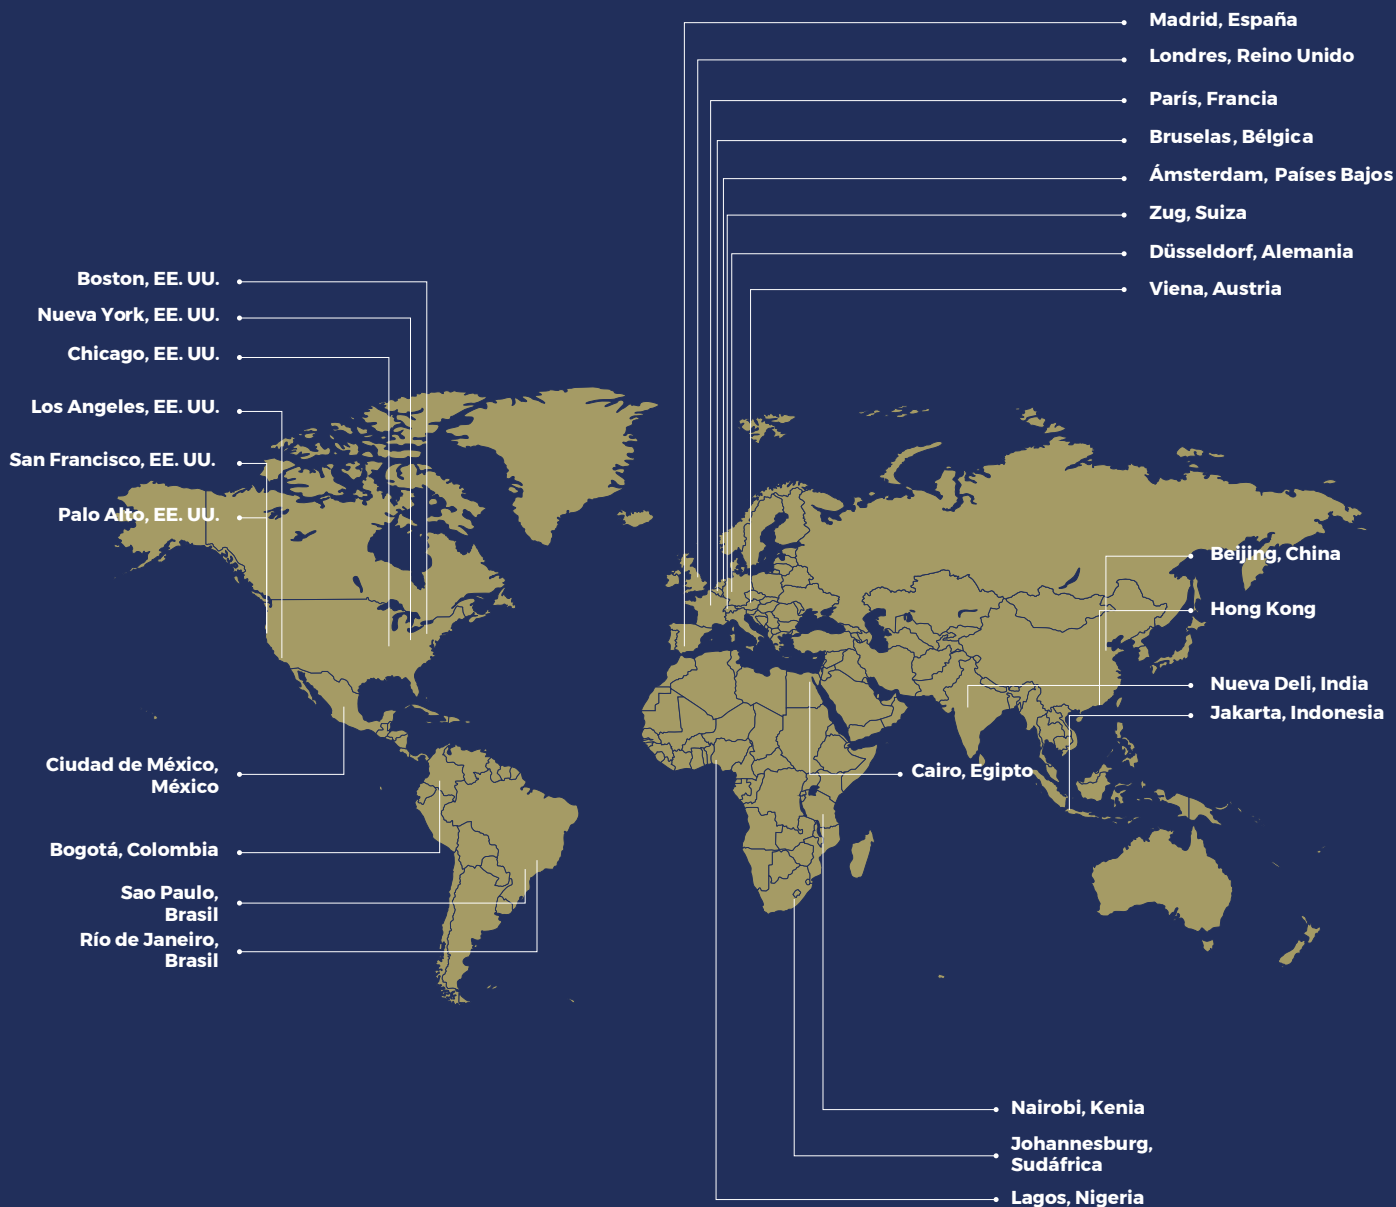 Madrid, España
Londres, Reino Unido
París, Francia
Bruselas, Bélgica
Ámsterdam, Países Bajos
Zug, Suiza
Düsseldorf, Alemania
Viena, Austria
Boston, EE. UU.
Nueva York, EE. UU.
Chicago, EE. UU.
Los Angeles, EE. UU.
San Francisco, EE. UU.
Palo Alto, EE. UU.
Beijing, China
Hong Kong
Nueva Deli, India
Jakarta, Indonesia
Cairo, Egipto
Ciudad de México,
México
Bogotá, Colombia
Sao Paulo,
Brasil
Río de Janeiro,
Brasil
Nairobi, Kenia
Johannesburg,
Sudáfrica
Lagos, Nigeria